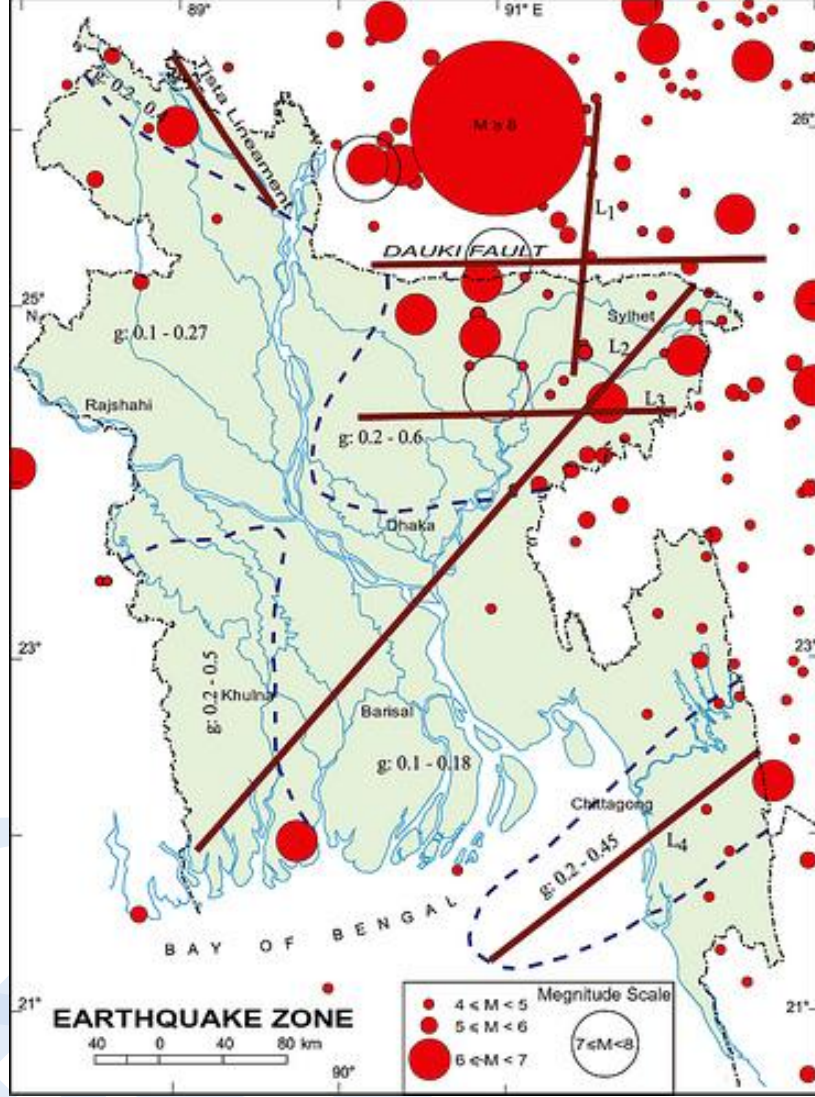 89°
91° E
26°
g: 0.2 - 0.4
Tista Lineament
M ≥ 8
L1
DAUKI FAULT
25°
N
g: 0.1 - 0.27
Sylhet
L2
Rajshahi
L3
g: 0.2 - 0.6
Dhaka
23°
23°
g: 0.2 - 0.5
Khulna
Barisal
g: 0.1 - 0.18
Chittagong
L4
g: 0.2 - 0.45
BAY OF BENGAL
21°
21°
EARTHQUAKE ZONE
40 0 40 80 km
90°
Megnitude Scale
4 ≤ M < 5
5 ≤ M < 6
6 ≤ M < 7
7≤M<8